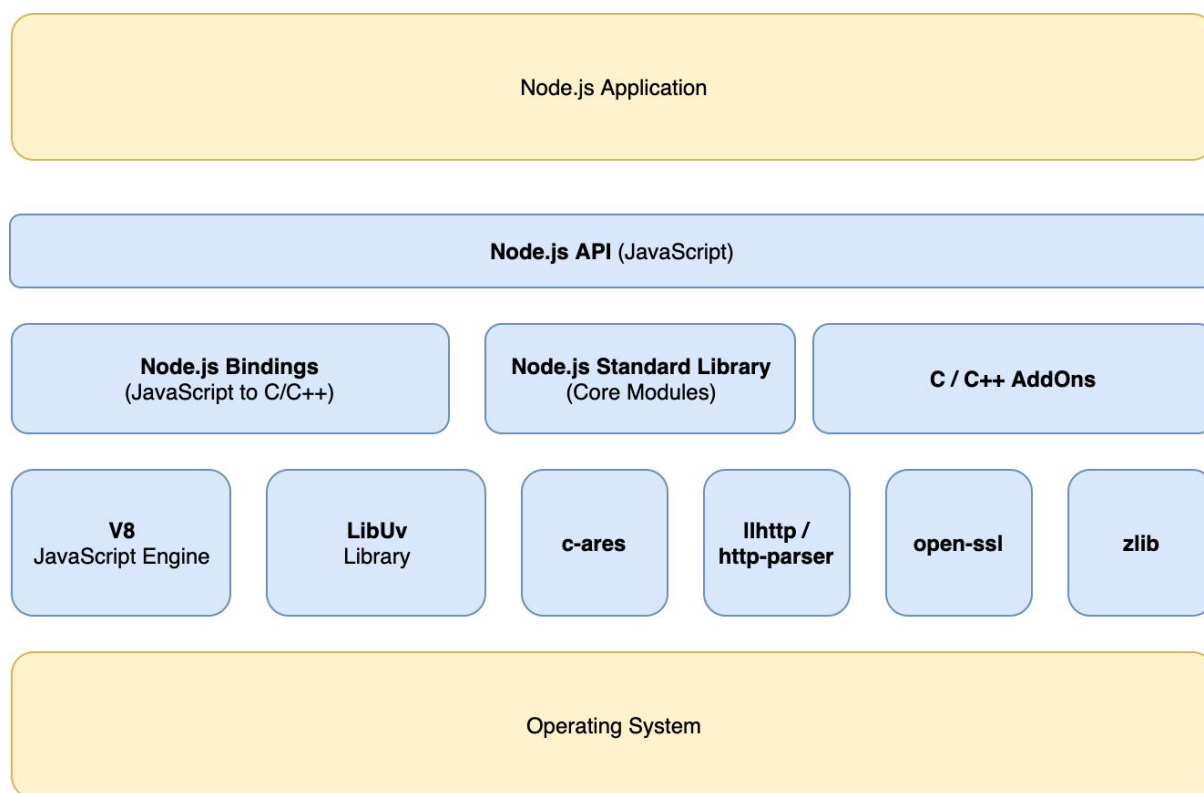 Node.js Application
Node.js API (JavaScript)
Node.js Bindings
(JavaScript to C/C++)
Node.js Standard Library
(Core Modules)
C / C++ AddOns
V8
JavaScript Engine
LibUv
Library
c-ares
llhttp /
http-parser
open-ssl
zlib
Operating System